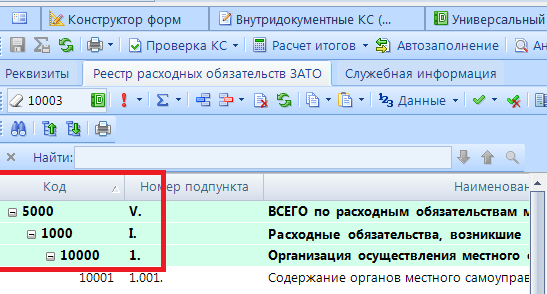 Конструктор форм Внутридокументные КС (... Универсальный
Проверка КС Расчет итогов Автозаполнение Ан
Реквизиты Реестр расходных обязательств ЗАТО Служебная информация
10003 123 Данные
Найти:
Код Номер подпункта Наименован
5000 V. ВСЕГО по расходным обязательствам м
1000 I. Расходные обязательства, возникшие
10000 1. Организация осуществления местного
10001 1.001. Содержание органов местного самоуправ